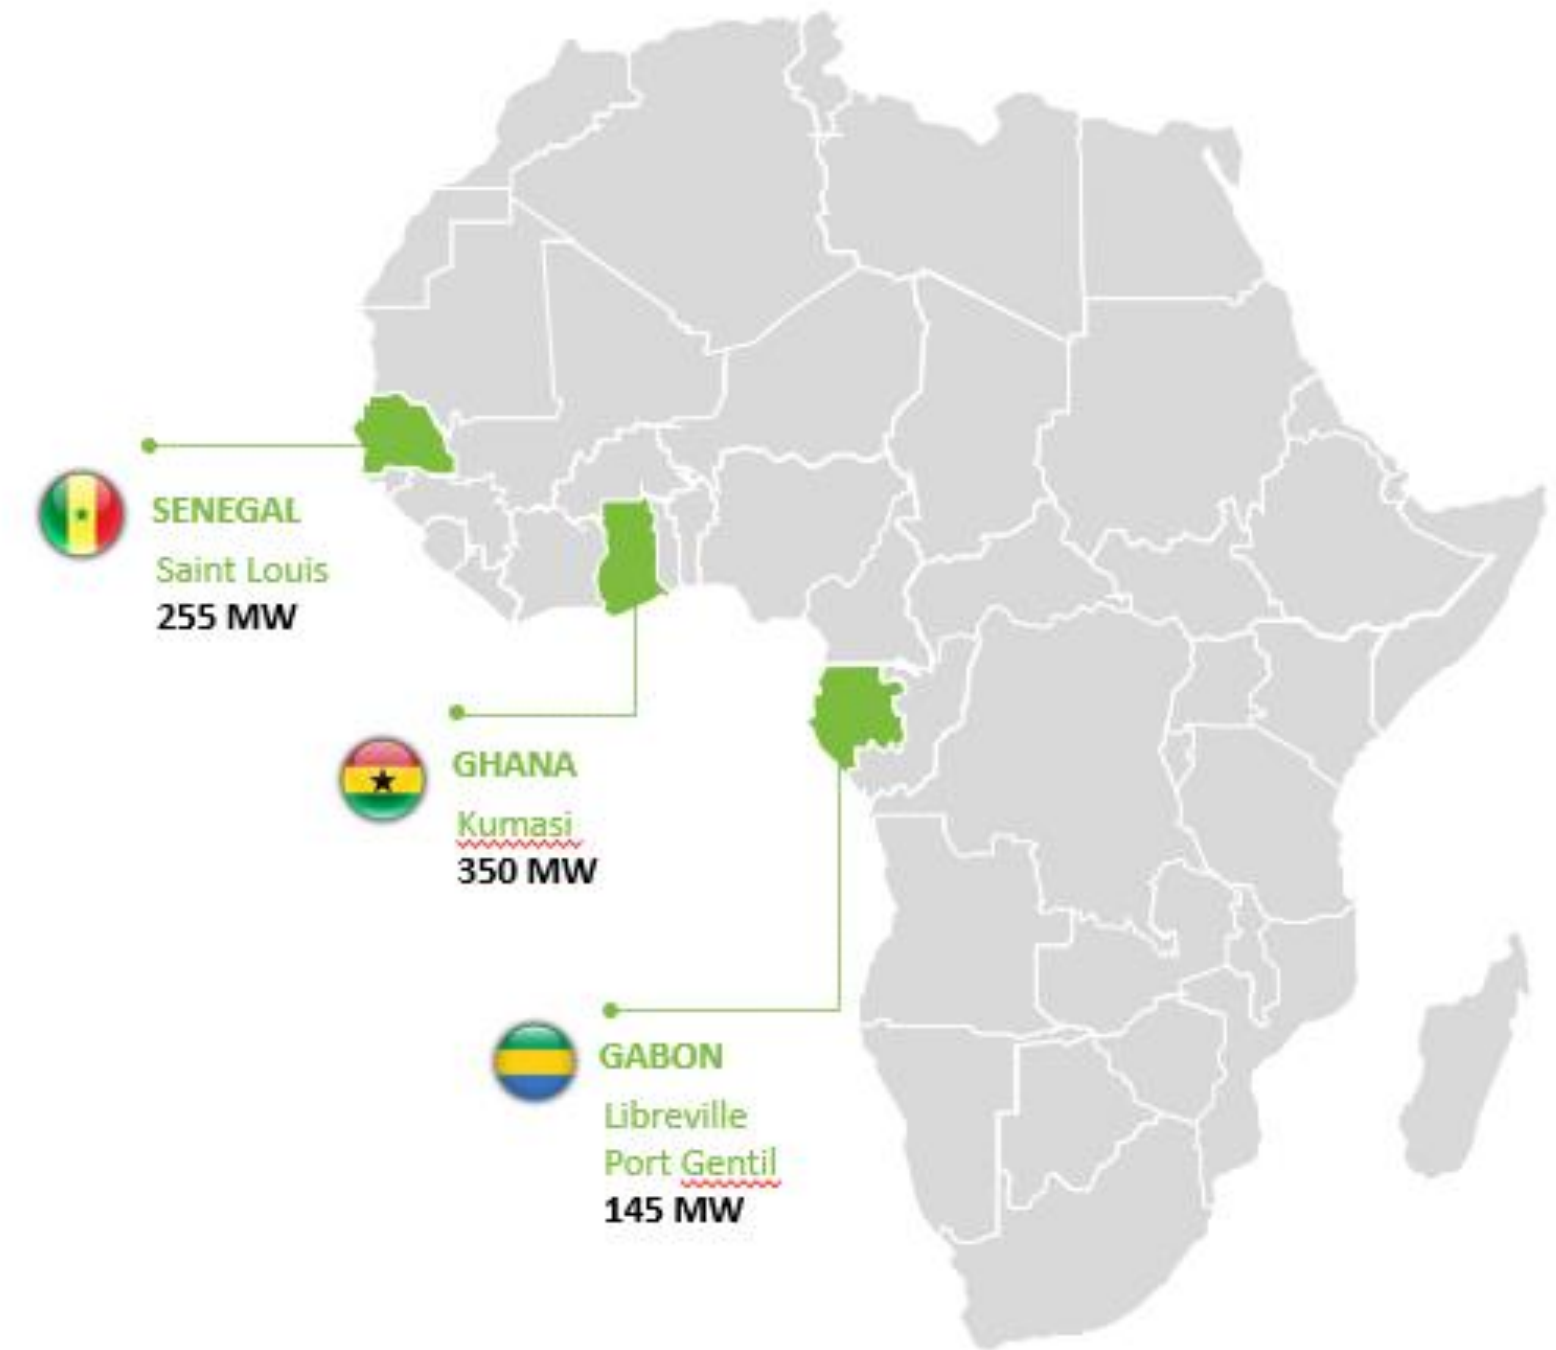 SENEGAL
Saint Louis
255 MW
GHANA
Kumasi
350 MW
GABON
Libreville
Port Gentil
145 MW